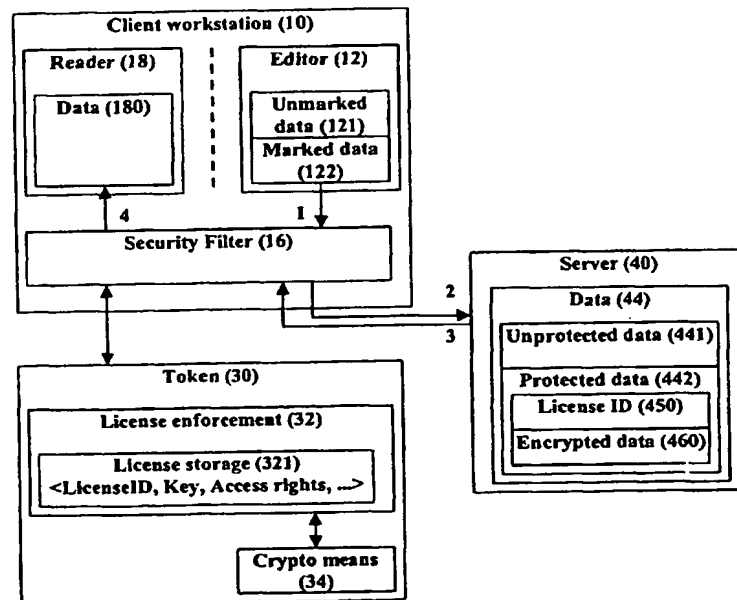 Client workstation (10)
Reader (18)
Data (180)
Editor (12)
Unmarked
data (121)
Marked data
(122)
4
1
Security Filter (16)
2
3
Server (40)
Data (44)
Unprotected data (441)
Protected data (442)
License ID (450)
Encrypted data (460)
Token (30)
License enforcement (32)
License storage (321)
<LicenseID, Key, Access rights, ...>
Crypto means
(34)